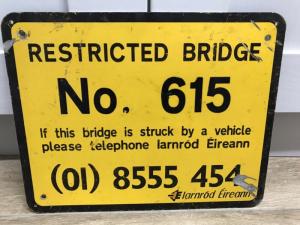 RESTRICTED BRIDGE
No. 615
If this bridge is struck by a vehicle
please telephone Iarnród Éireann
(01) 8555 454
Iarnród Éireann